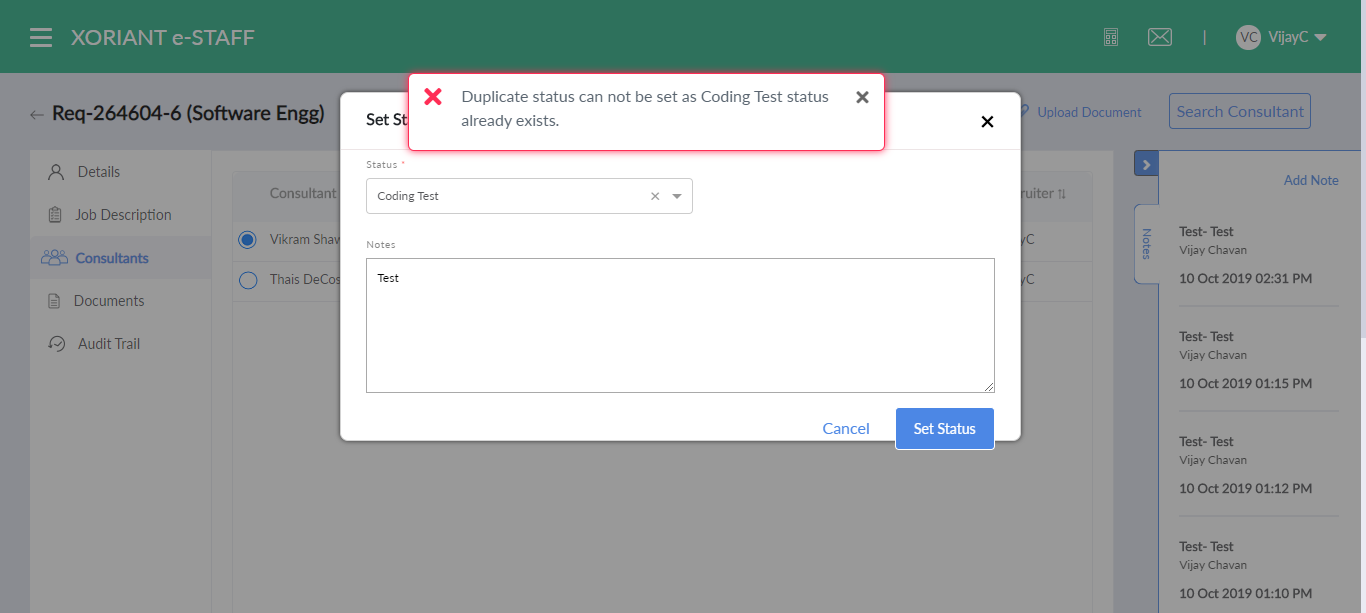 XORIANT e-STAFF
| VC VijayC
Duplicate status can not be set as Coding Test status
already exists.
← Req-264604-6 (Software Engg)
Set St
Upload Document
Search Consultant
Details
Job Description
Consultants
Documents
Audit Trail
Consultant
Vikram Shaw
Thais DeCos
Status *
Coding Test
Notes
Test
Cancel
Set Status
ruiter
yC
yC
Notes
Add Note
Test- Test
Vijay Chavan
10 Oct 2019 02:31 PM
Test- Test
Vijay Chavan
10 Oct 2019 01:15 PM
Test- Test
Vijay Chavan
10 Oct 2019 01:12 PM
Test- Test
Vijay Chavan
10 Oct 2019 01:10 PM